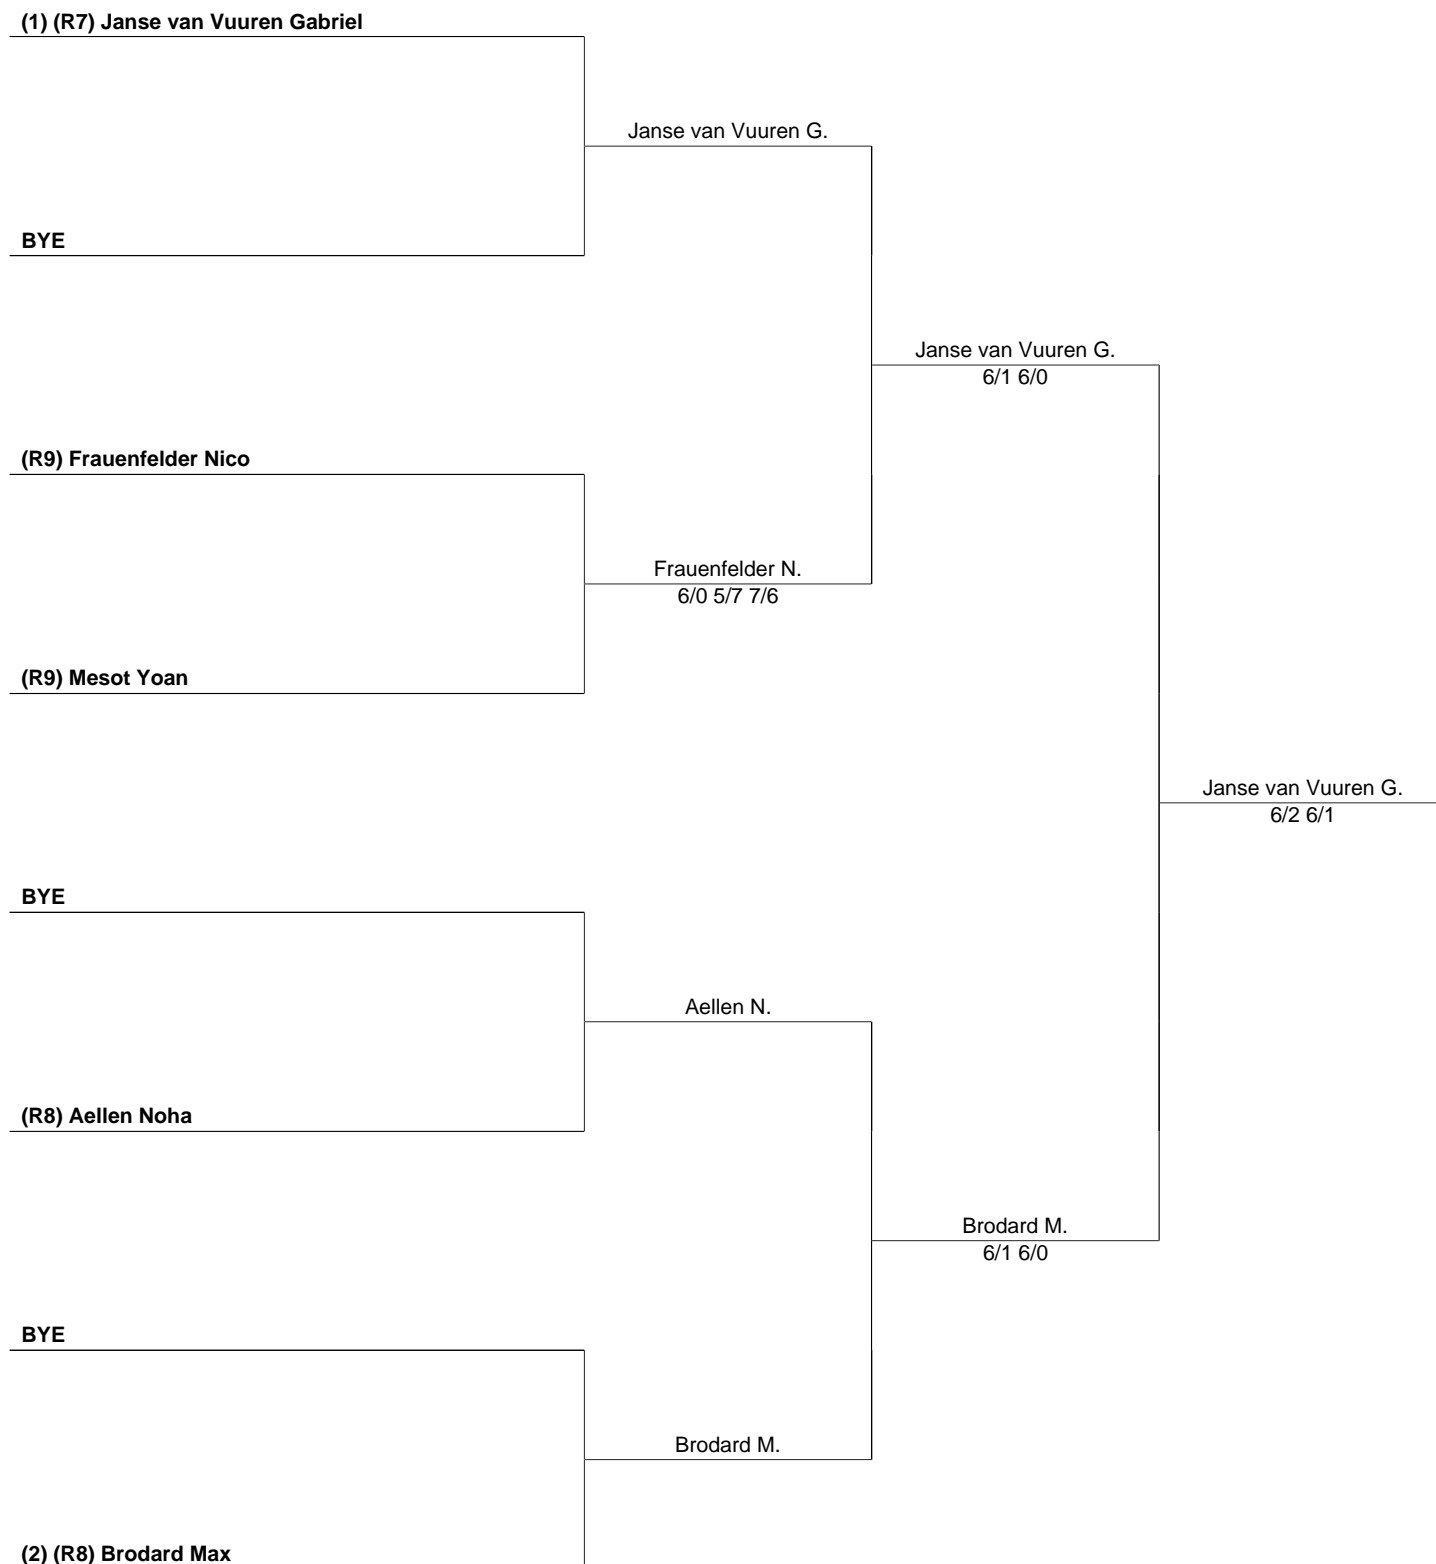 (1) (R7) Janse van Vuuren Gabriel
Janse van Vuuren G.
BYE
Janse van Vuuren G.
6/1 6/0
(R9) Frauenfelder Nico
Frauenfelder N.
6/0 5/7 7/6
(R9) Mesot Yoan
Janse van Vuuren G.
6/2 6/1
BYE
Aellen N.
(R8) Aellen Noha
Brodard M.
6/1 6/0
BYE
Brodard M.
(2) (R8) Brodard Max